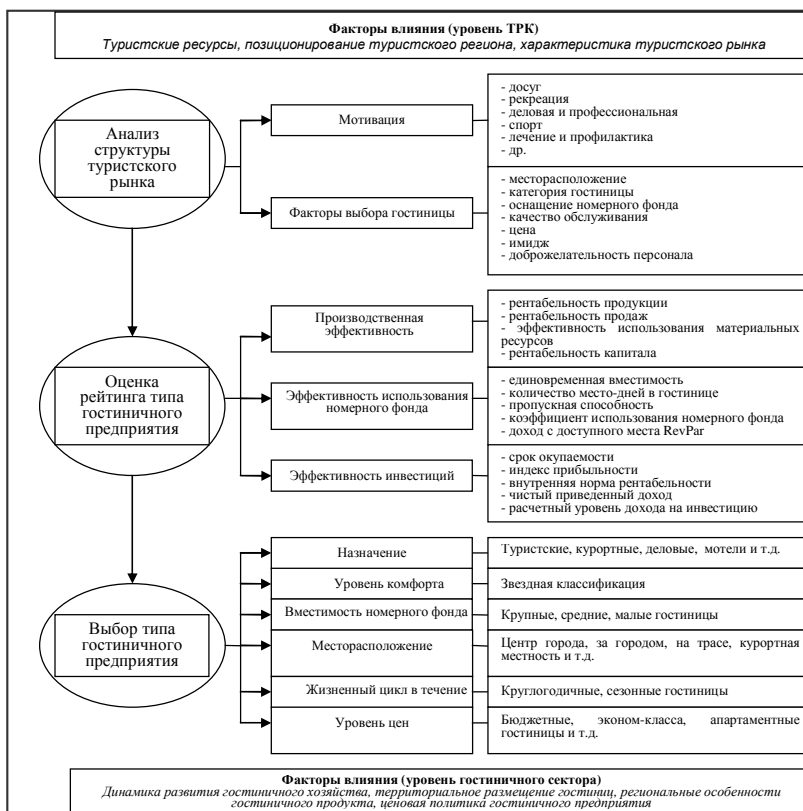 Факторы влияния (уровень ТРК)
Туристские ресурсы, позиционирование туристского региона, характеристика туристского рынка
Анализ
структуры
туристского
рынка
Мотивация
- досуг
- рекреация
- деловая и профессиональная
- спорт
- лечение и профилактика
- др.
Факторы выбора гостиницы
- месторасположение
- категория гостиницы
- оснащение номерного фонда
- качество обслуживания
- цена
- имидж
- доброжелательность персонала
Оценка
рейтинга типа
гостиничного
предприятия
Производственная
эффективность
- рентабельность продукции
- рентабельность продаж
- эффективность использования материальных
ресурсов
- рентабельность капитала
Эффективность использования
номерного фонда
- единовременная вместимость
- количество место-дней в гостинице
- пропускная способность
- коэффициент использования номерного фонда
- доход с доступного места RevPar
Эффективность инвестиций
- срок окупаемости
- индекс прибыльности
- внутренняя норма рентабельности
- чистый приведенный доход
- расчетный уровень дохода на инвестицию
Выбор типа
гостиничного
предприятия
Назначение
Туристские, курортные, деловые, мотели и т.д.
Уровень комфорта
Звездная классификация
Вместимость номерного фонда
Крупные, средние, малые гостиницы
Месторасположение
Центр города, за городом, на трасе, курортная
местность и т.д.
Жизненный цикл в течение
Круглогодичные, сезонные гостиницы
Уровень цен
Бюджетные, эконом-класса, апартаментные
гостиницы и т.д.
Факторы влияния (уровень гостиничного сектора)
Динамика развития гостиничного хозяйства, территориальное размещение гостиниц, региональные особенности
гостиничного продукта, ценовая политика гостиничного предприятия